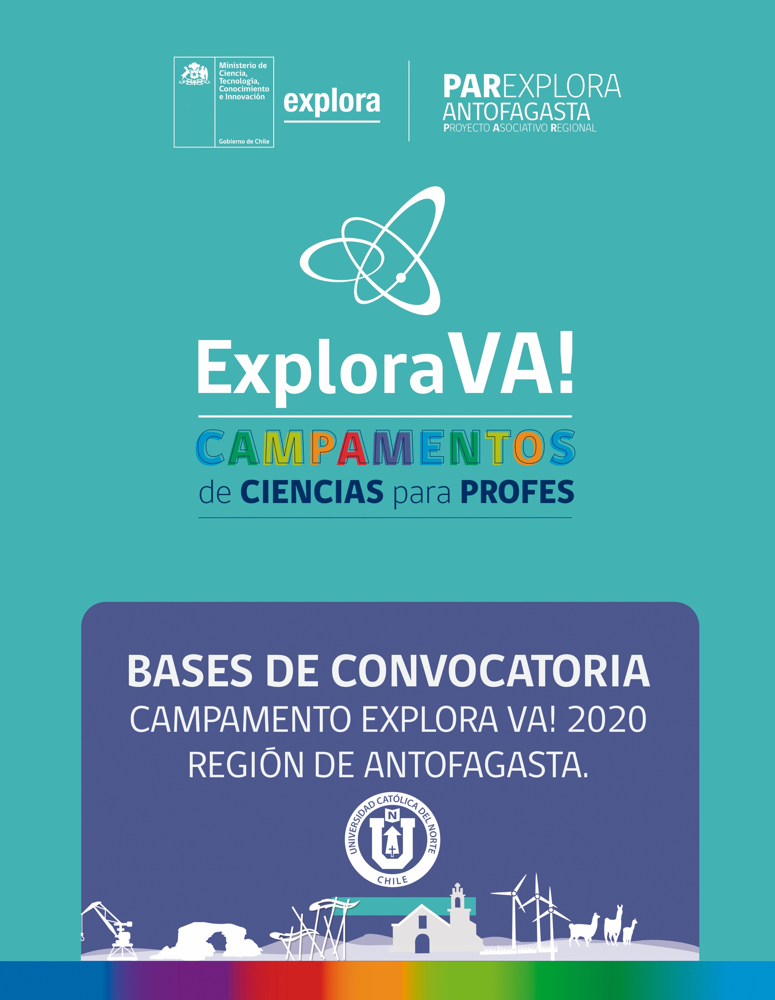 Ministerio de
Ciencia,
Tecnología,
Conocimiento
e Innovación
Gobierno de Chile
explora
PAREXPLORA
ANTOFAGASTA
PROYECTO ASOCIATIVO REGIONAL
ExploraVA!
CAMPAMENTOS
de CIENCIAS para PROFES
BASES DE CONVOCATORIA
CAMPAMENTO EXPLORA VA! 2020
REGIÓN DE ANTOFAGASTA.
UNIVERSIDAD CATÓLICA DEL NORTE
N
CHILE